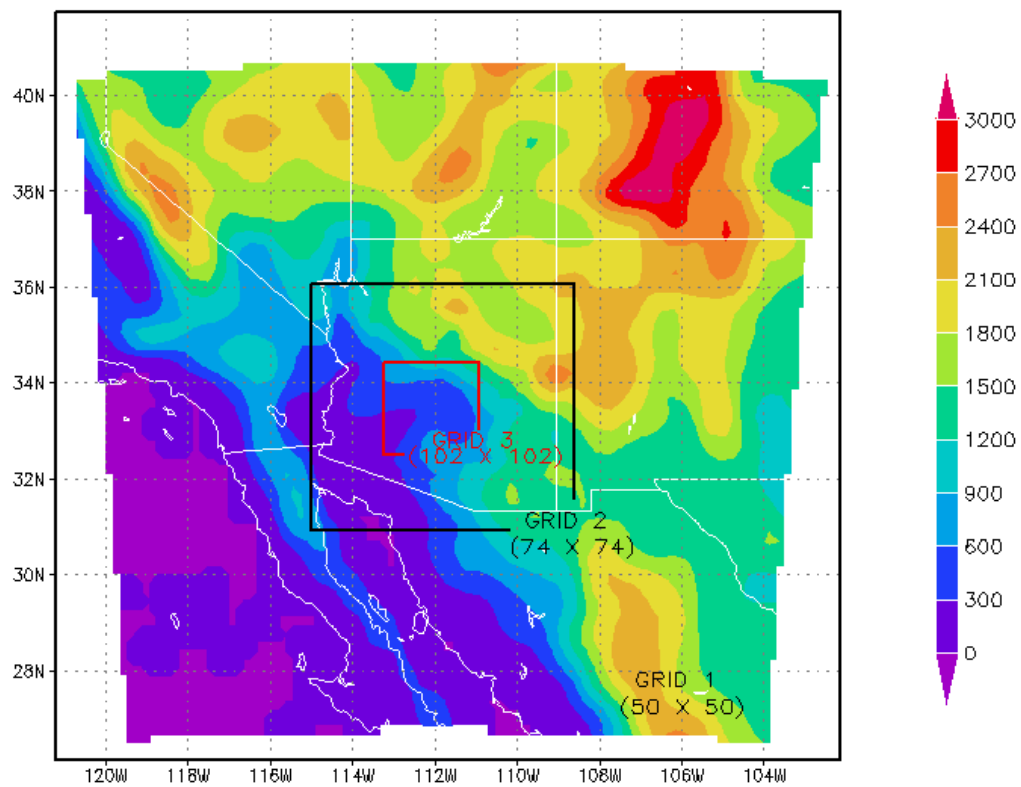 40N
38N
36N
34N
32N
30N
28N
120W
118W
116W
114W
112W
110W
108W
106W
104W
GRID 3
(102 X 102)
GRID 2
(74 X 74)
GRID 1
(50 X 50)
3000
2700
2400
2100
1800
1500
1200
900
600
300
0